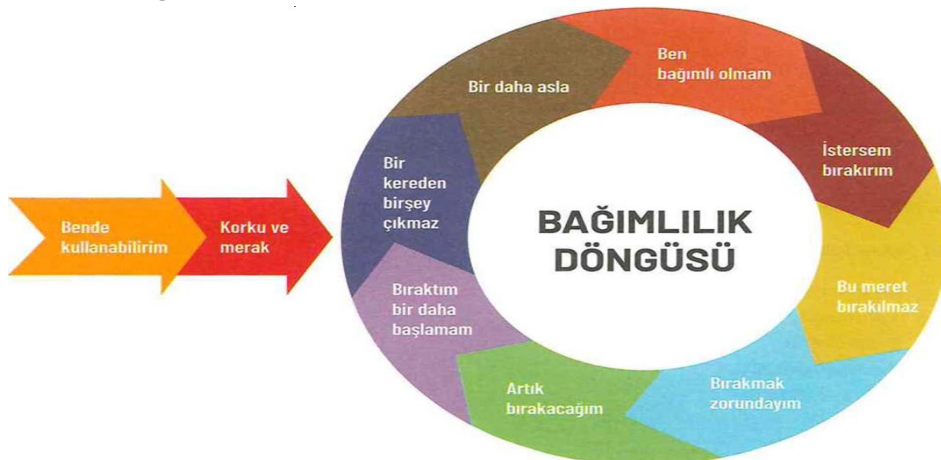 Bende
kullanabilirim
Korku ve
merak
Bir
kereden
birşey
çıkmaz
Bir daha asla
Ben
bağımlı olmam
İstersem
bırakırım
Bu meret
bırakılmaz
Bırakmak
zorundayım
Artık
bırakacağım
Bıraktım
bir daha
başlamam
BAĞIMLILIK
DÖNGÜSÜ